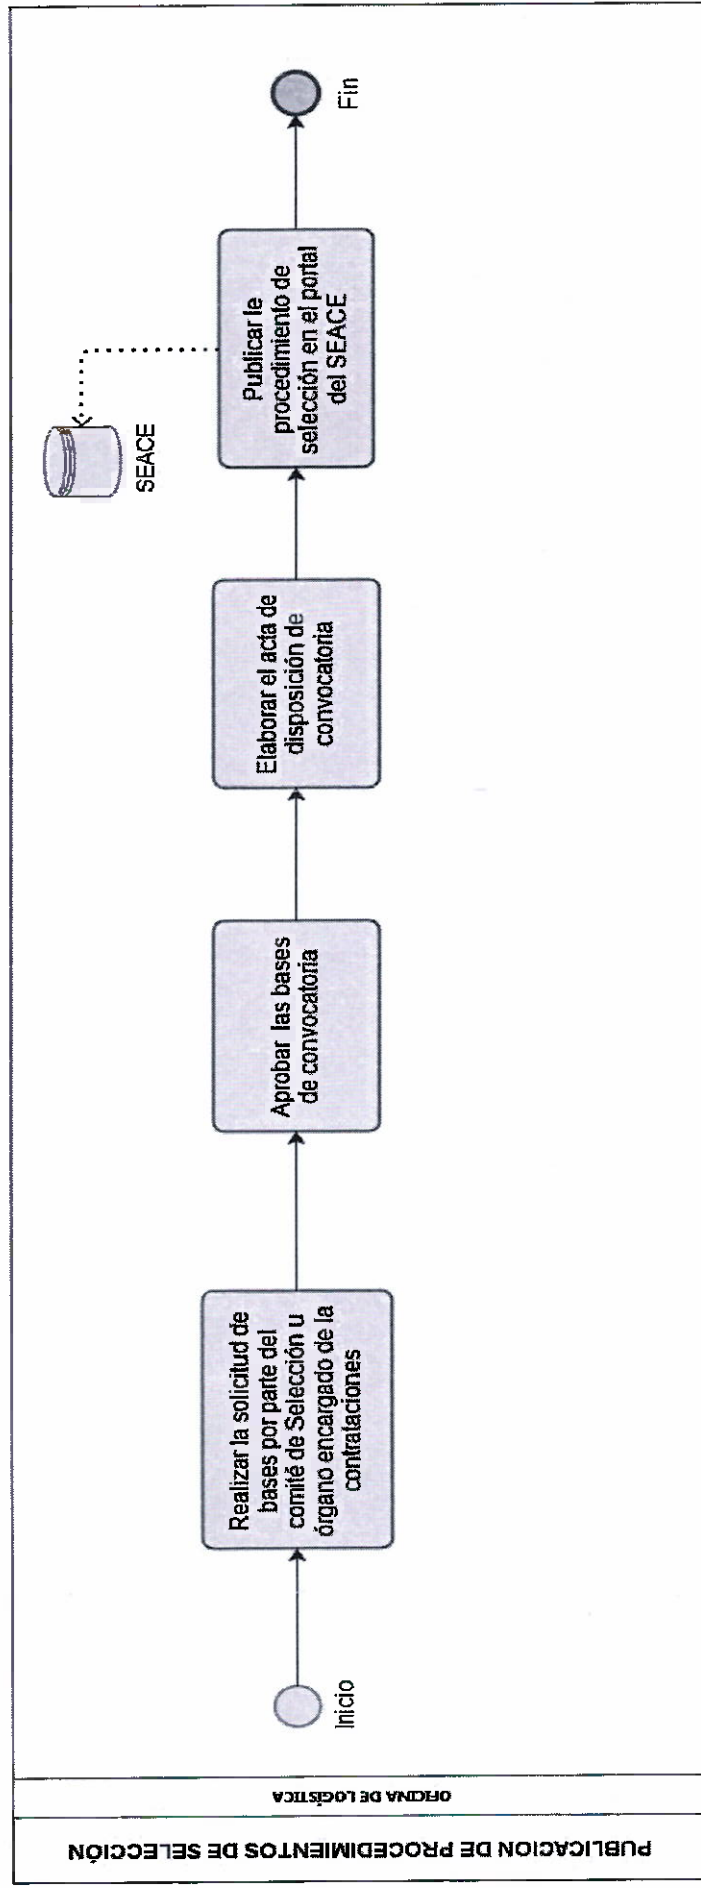 PUBLICACION DE PROCEDIMIENTOS DE SELECCIÓN
OFICINA DE LOGÍSTICA
Inicio
Realizar la solicitud de
bases por parte del
comité de Selección u
órgano encargado de la
contrataciones
Aprobar las bases
de convocatoria
Elaborar el acta de
disposición de
convocatoria
Publicar le
procedimiento de
selección en el portal
del SEACE
SEACE
Fin